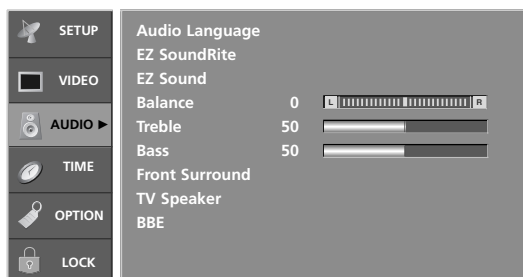 SETUP
VIDEO
AUDIO ►
TIME
OPTION
LOCK
Audio Language
EZ SoundRite
EZ Sound
Balance 0 L R
Treble 50
Bass 50
Front Surround
TV Speaker
BBE